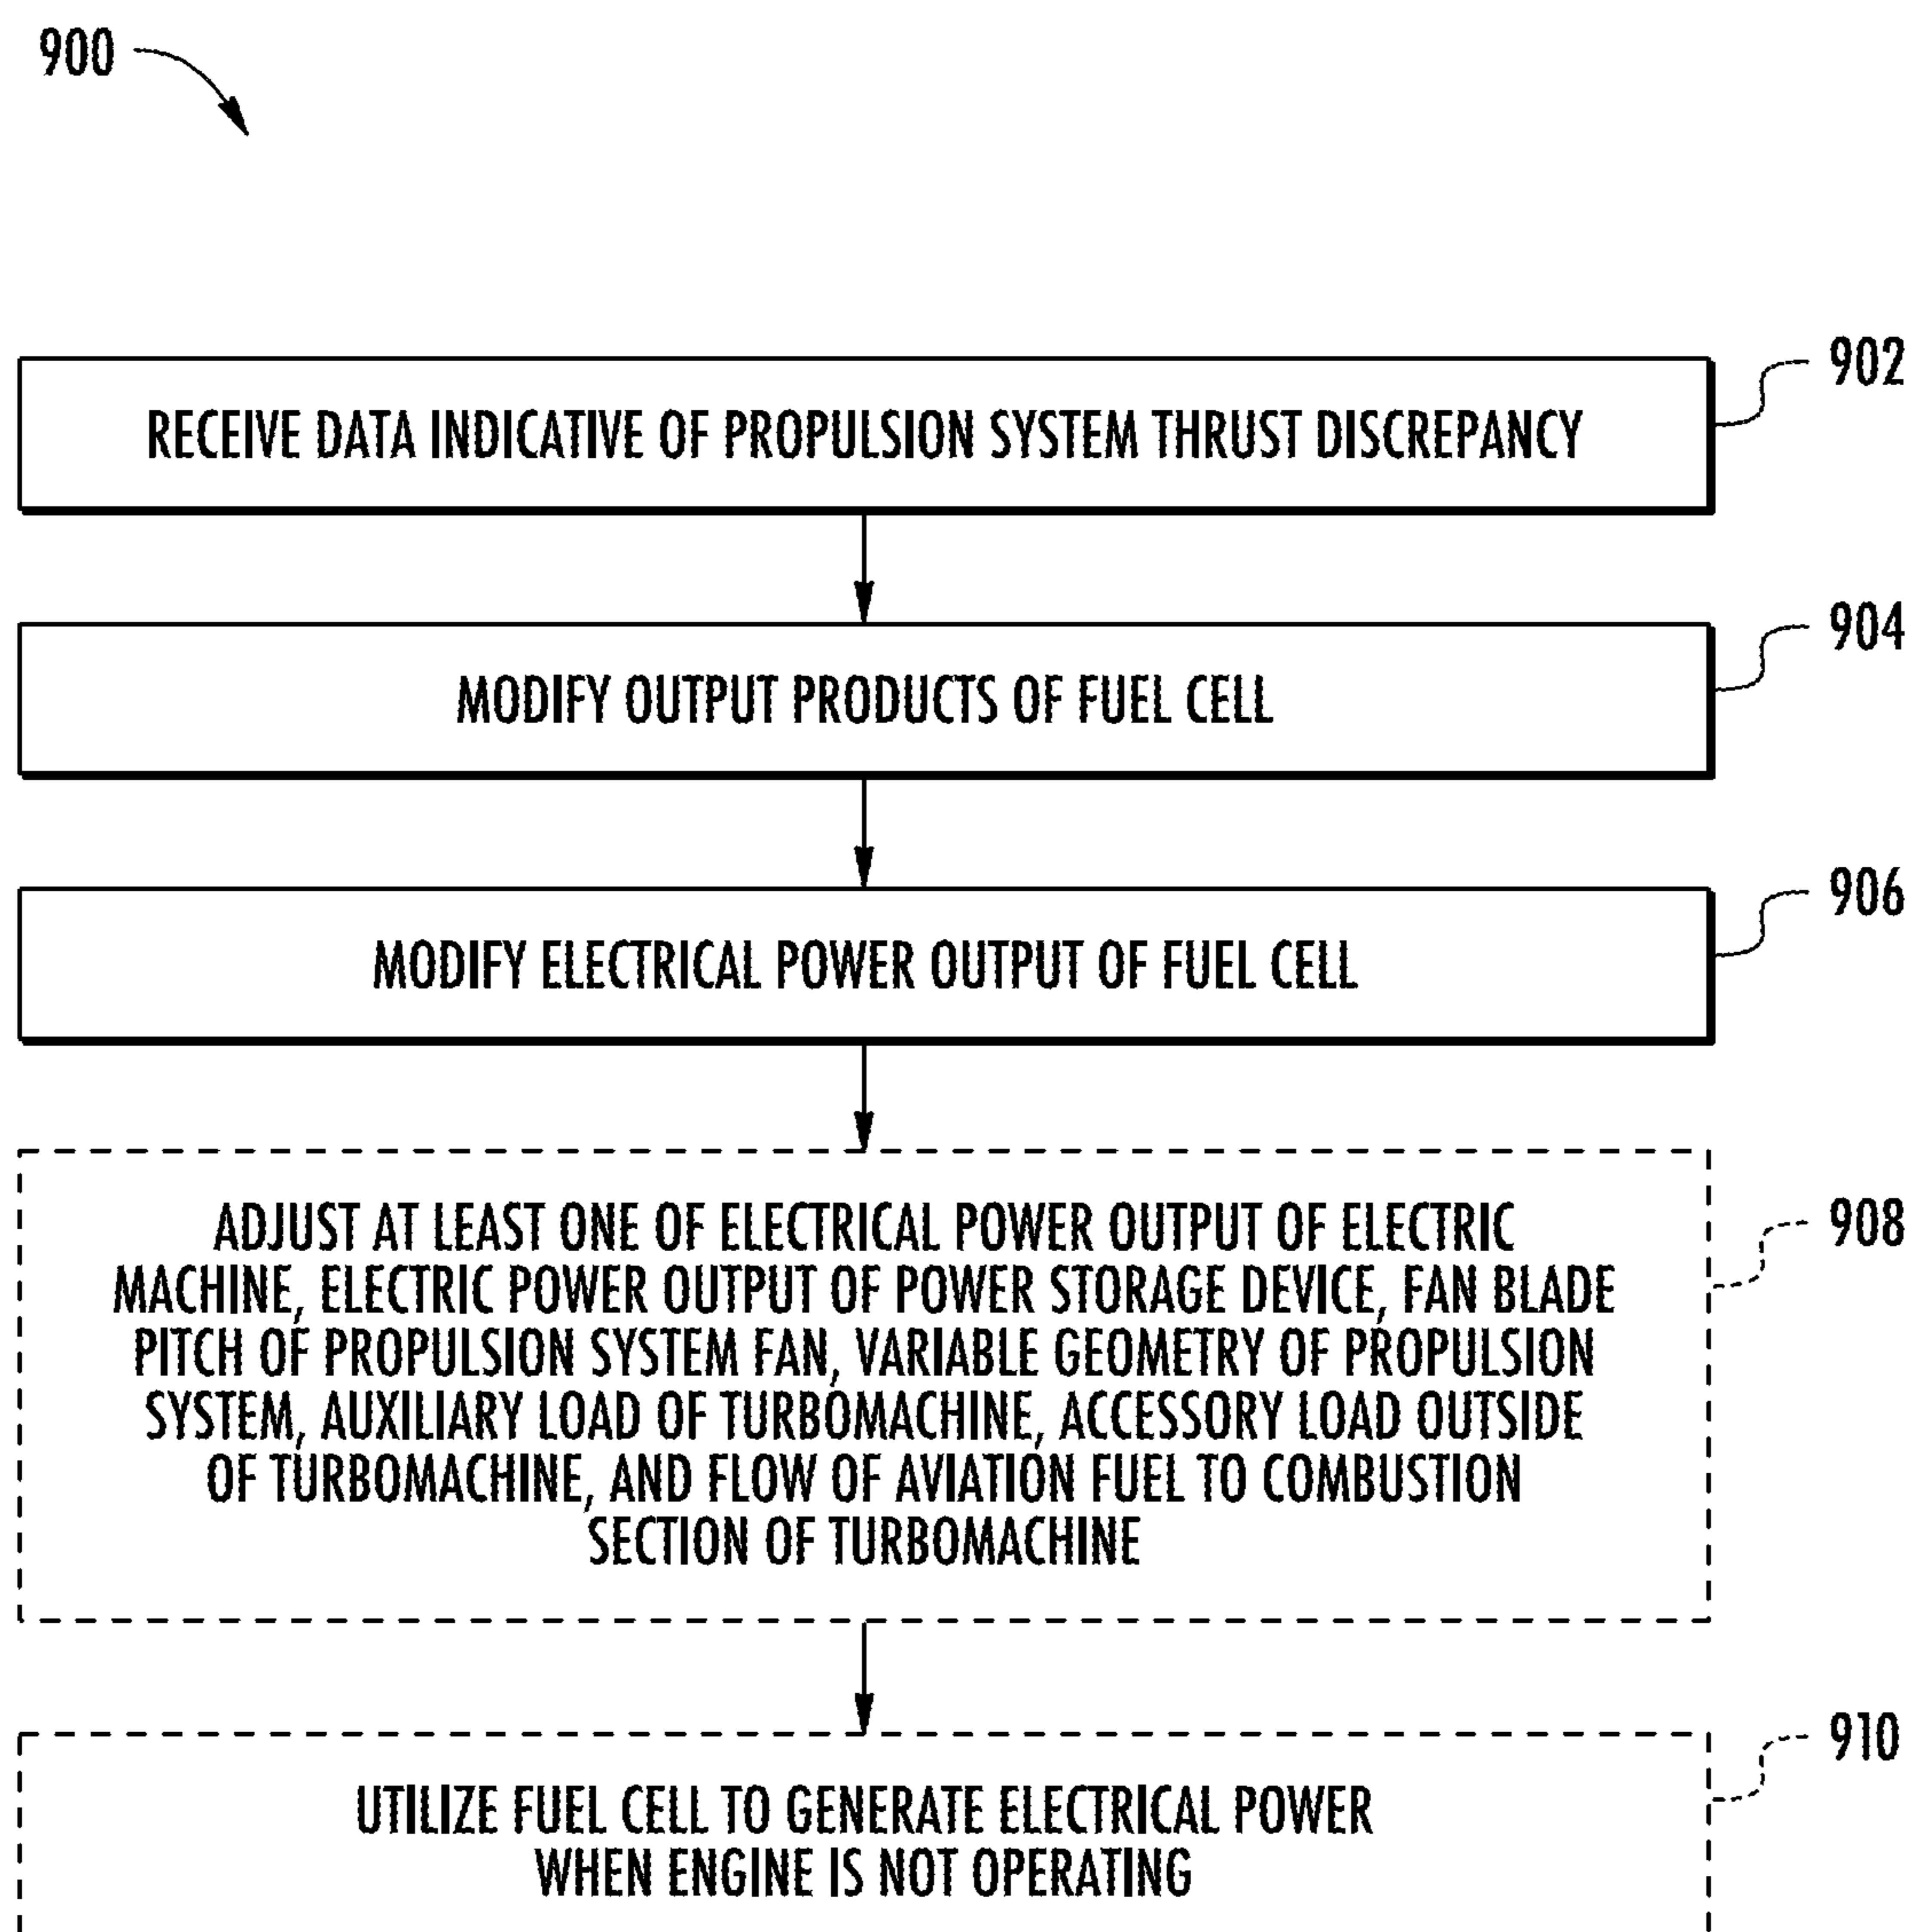 900
RECEIVE DATA INDICATIVE OF PROPULSION SYSTEM THRUST DISCREPANCY
902
MODIFY OUTPUT PRODUCTS OF FUEL CELL
904
MODIFY ELECTRICAL POWER OUTPUT OF FUEL CELL
906
ADJUST AT LEAST ONE OF ELECTRICAL POWER OUTPUT OF ELECTRIC
MACHINE, ELECTRIC POWER OUTPUT OF POWER STORAGE DEVICE, FAN BLADE
PITCH OF PROPULSION SYSTEM FAN, VARIABLE GEOMETRY OF PROPULSION
SYSTEM, AUXILIARY LOAD OF TURBOMACHINE, ACCESSORY LOAD OUTSIDE
OF TURBOMACHINE, AND FLOW OF AVIATION FUEL TO COMBUSTION
SECTION OF TURBOMACHINE
908
UTILIZE FUEL CELL TO GENERATE ELECTRICAL POWER
WHEN ENGINE IS NOT OPERATING
910